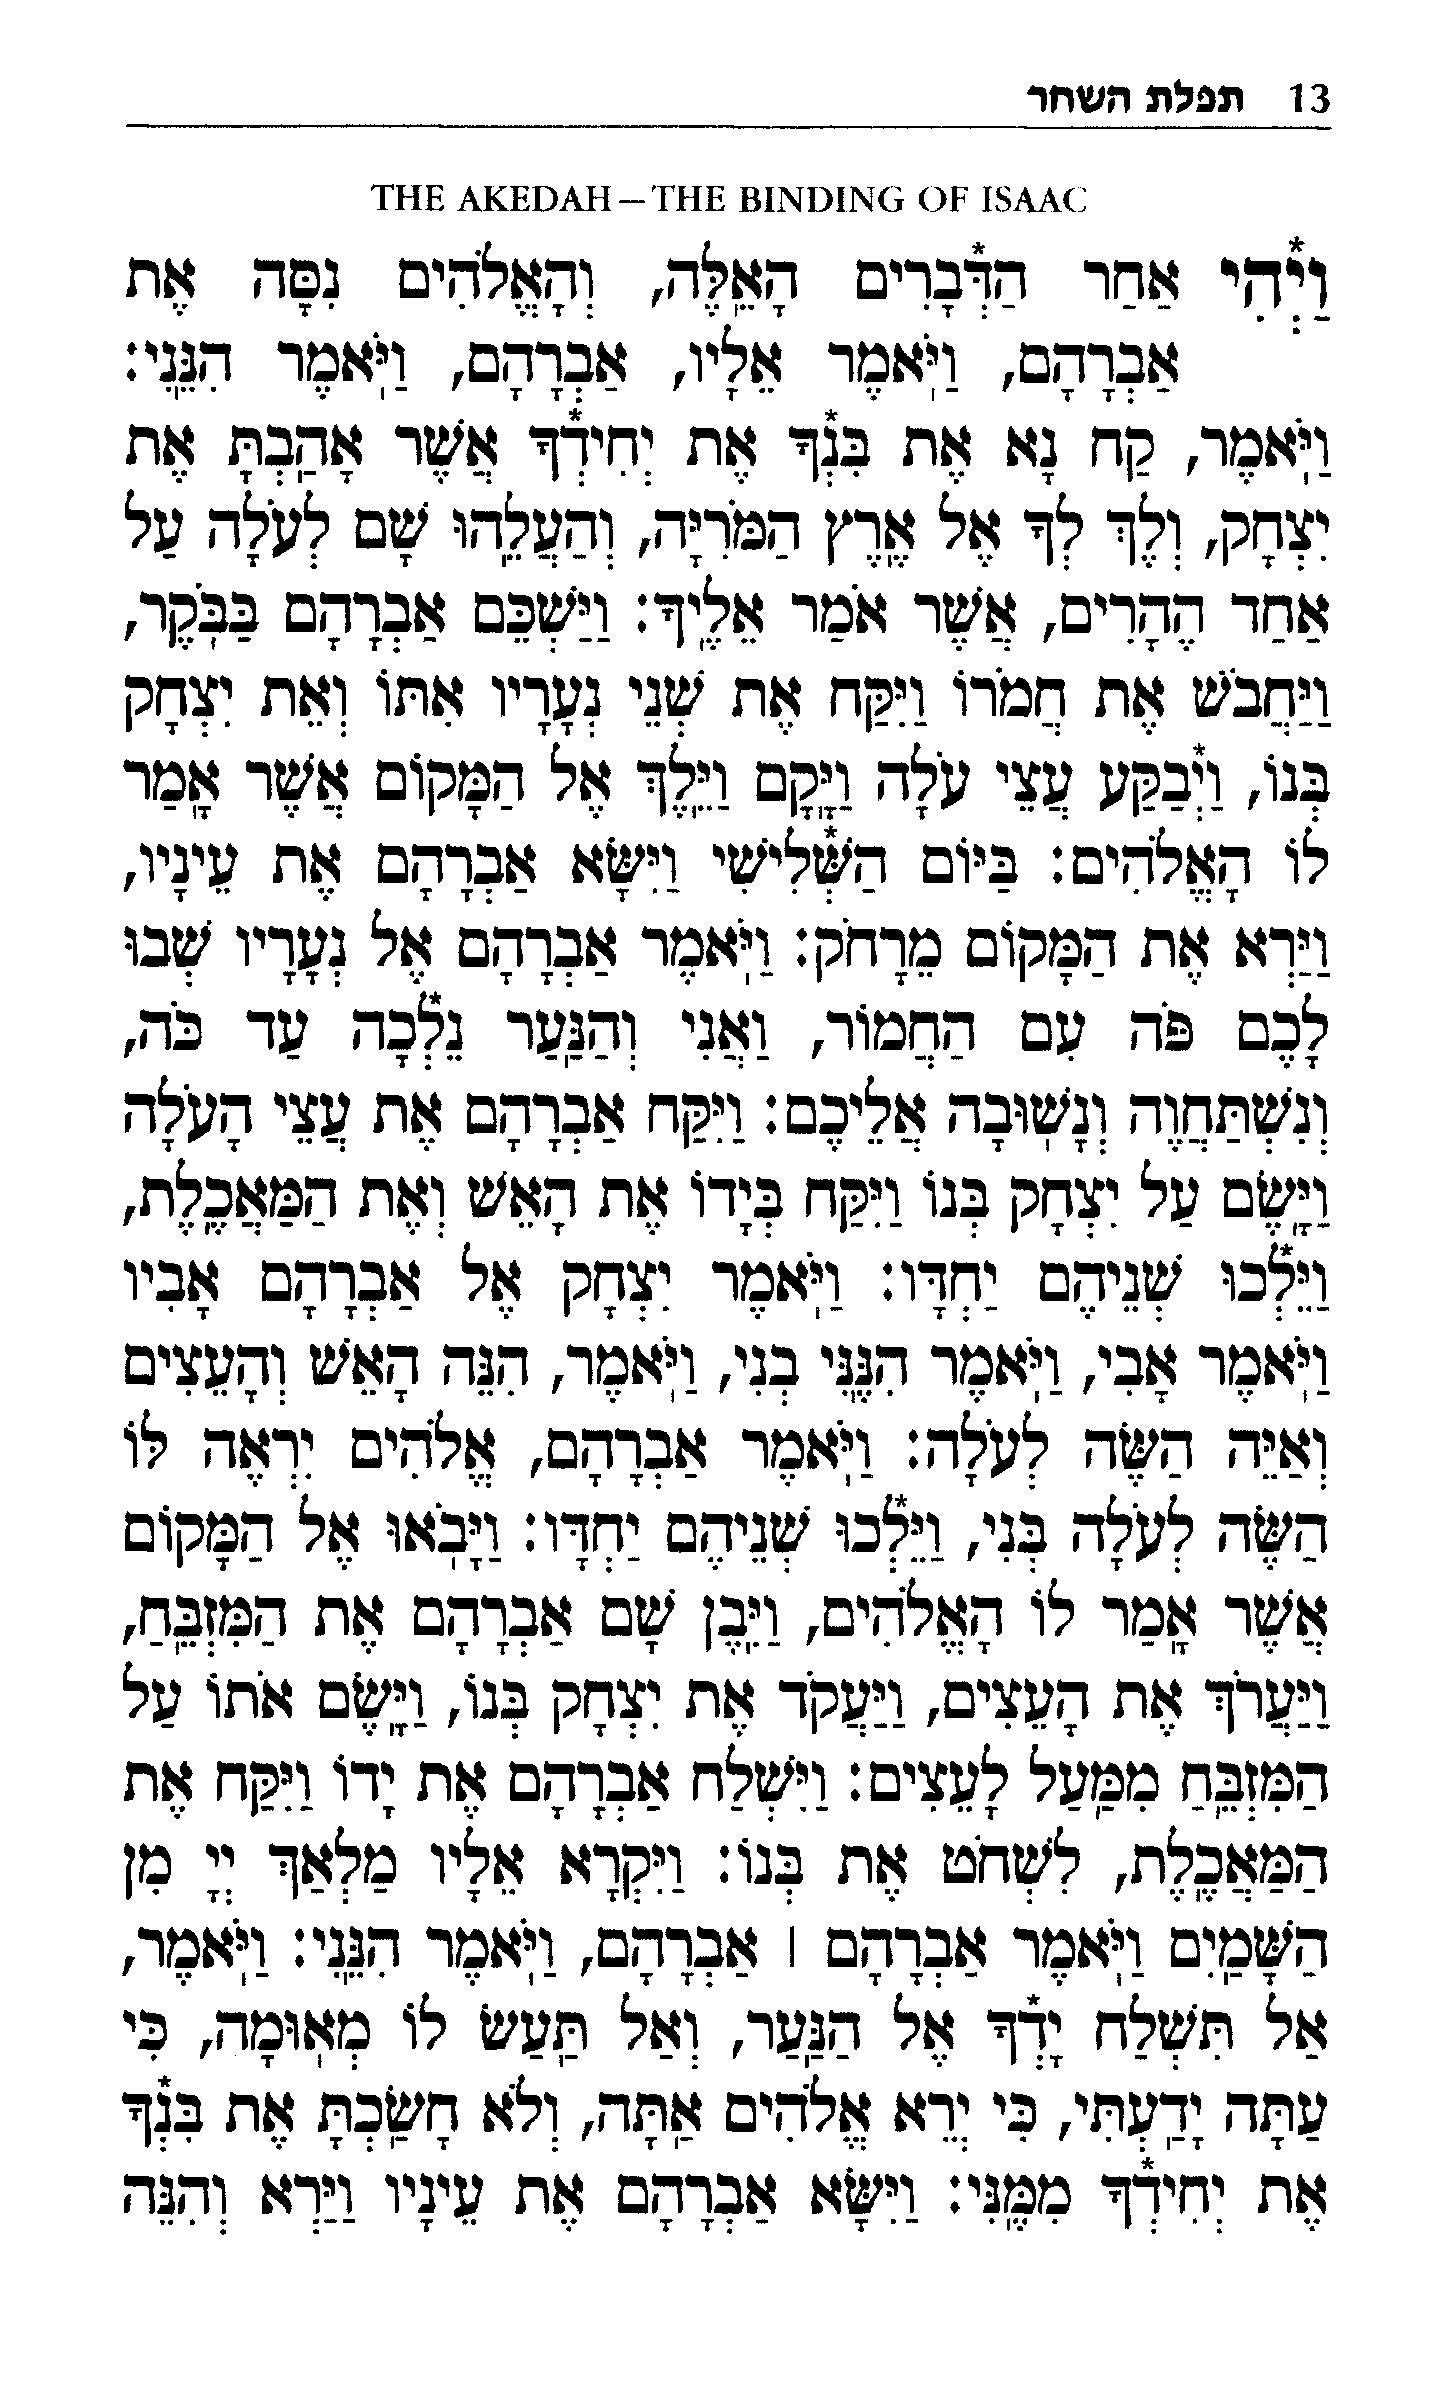 13 תפלת השחר
THE AKEDAH—THE BINDING OF ISAAC
וַיְ*הִי אַחַר הַדְּ*בָרִים הָאֵֽלֶּה, וְהָאֱלֹהִים נִסָּה אֶת
אַבְרָהָם, וַיֹּֽאמֶר אֵלָיו, אַבְרָהָם, וַיֹּֽאמֶר הִנֵּֽנִי:
וַיֹּֽאמֶר, קַח נָא אֶת בִּנְ*ךָ אֶת יְחִידְ*ךָ אֲשֶׁר אָהַֽבְתָּ אֶת
יִצְחָק, וְלֶךְ לְךָ אֶל אֶֽרֶץ הַמֹּרִיָּה, וְהַעֲלֵֽהוּ שָׁם לְעֹלָה עַל
אַחַד הֶהָרִים, אֲשֶׁר אֹמַר אֵלֶֽיךָ: וַיַּשְׁכֵּם אַבְרָהָם בַּבֹּֽקֶר,
וַיַּחֲבֹשׁ אֶת חֲמֹרוֹ וַיִּקַּח אֶת שְׁנֵי נְעָרָיו אִתּוֹ וְאֵת יִצְחָק
בְּנוֹ, וַיְ*בַקַּע עֲצֵי עֹלָה וַיָּֽקָם וַיֵּֽלֶךְ אֶל הַמָּקוֹם אֲשֶׁר אָֽמַר
לוֹ הָאֱלֹהִים: בַּיּוֹם הַשְּׁ*לִישִׁי וַיִּשָּׂא אַבְרָהָם אֶת עֵינָיו,
וַיַּרְא אֶת הַמָּקוֹם מֵרָחֹק: וַיֹּֽאמֶר אַבְרָהָם אֶל נְעָרָיו שְׁבוּ
לָכֶם פֹּה עִם הַחֲמוֹר, וַאֲנִי וְהַנַּֽעַר נֵלְ*כָה עַד כֹּה,
וְנִשְׁתַּחֲוֶה וְנָשֽׁוּבָה אֲלֵיכֶם: וַיִּקַּח אַבְרָהָם אֶת עֲצֵי הָעֹלָה
וַיָּֽשֶׂם עַל יִצְחָק בְּנוֹ וַיִּקַּח בְּיָדוֹ אֶת הָאֵשׁ וְאֶת הַמַּאֲכֶֽלֶת,
וַיֵּלְ*כוּ שְׁנֵיהֶם יַחְדָּו: וַיֹּֽאמֶר יִצְחָק אֶל אַבְרָהָם אָבִיו
וַיֹּֽאמֶר אָבִי, וַיֹּֽאמֶר הִנֶּֽנִּי בְנִי, וַיֹּֽאמֶר, הִנֵּה הָאֵשׁ וְהָעֵצִים
וְאַיֵּה הַשֶּׂה לְעֹלָה: וַיֹּֽאמֶר אַבְרָהָם, אֱלֹהִים יִרְאֶה לּוֹ
הַשֶּׂה לְעֹלָה בְּנִי, וַיֵּלְ*כוּ שְׁנֵיהֶם יַחְדָּו: וַיָּבֹֽאוּ אֶל הַמָּקוֹם
אֲשֶׁר אָֽמַר לוֹ הָאֱלֹהִים, וַיִּֽבֶן שָׁם אַבְרָהָם אֶת הַמִּזְבֵּֽחַ,
וַיַּעֲרֹךְ אֶת הָעֵצִים, וַיַּעֲקֹד אֶת יִצְחָק בְּנוֹ, וַיָּֽשֶׂם אֹתוֹ עַל
הַמִּזְבֵּֽחַ מִמַּֽעַל לָעֵצִים: וַיִּשְׁלַח אַבְרָהָם אֶת יָדוֹ וַיִּקַּח אֶת
הַמַּאֲכֶֽלֶת, לִשְׁחֹט אֶת בְּנוֹ: וַיִּקְרָא אֵלָיו מַלְאַךְ יְיָ מִן
הַשָּׁמַֽיִם וַיֹּֽאמֶר אַבְרָהָם | אַבְרָהָם, וַיֹּֽאמֶר הִנֵּֽנִי: וַיֹּֽאמֶר,
אַל תִּשְׁלַח יָדְ*ךָ אֶל הַנַּֽעַר, וְאַל תַּֽעַשׂ לוֹ מְאֽוּמָה, כִּי
עַתָּה יָדַֽעְתִּי, כִּי יְרֵא אֱלֹהִים אַֽתָּה, וְלֹא חָשַֽׂכְתָּ אֶת בִּנְ*ךָ
אֶת יְחִידְ*ךָ מִמֶּֽנִּי: וַיִּשָּׂא אַבְרָהָם אֶת עֵינָיו וַיַּרְא וְהִנֵּה